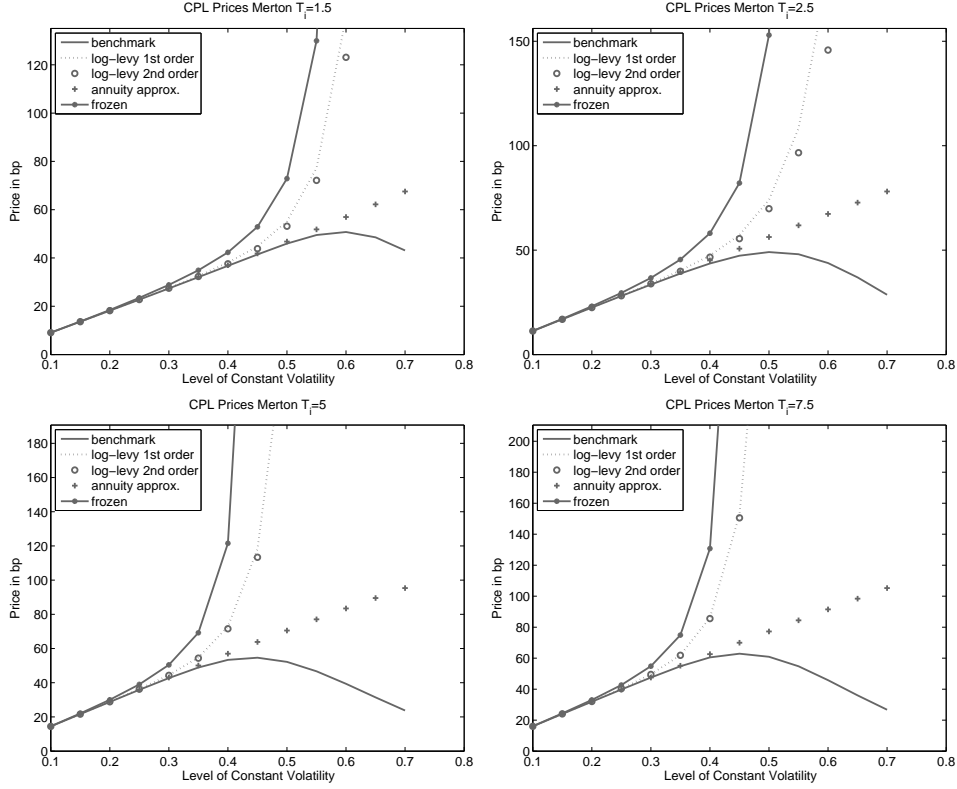 CPL Prices Merton T_i=1.5
Price in bp
120
100
80
60
40
20
0
benchmark
log−levy 1st order
log−levy 2nd order
annuity approx.
frozen
0.1 0.2 0.3 0.4 0.5 0.6 0.7 0.8
Level of Constant Volatility
CPL Prices Merton T_i=2.5
Price in bp
150
100
50
0
benchmark
log−levy 1st order
log−levy 2nd order
annuity approx.
frozen
0.1 0.2 0.3 0.4 0.5 0.6 0.7 0.8
Level of Constant Volatility
CPL Prices Merton T_i=5
Price in bp
180
160
140
120
100
80
60
40
20
0
benchmark
log−levy 1st order
log−levy 2nd order
annuity approx.
frozen
0.1 0.2 0.3 0.4 0.5 0.6 0.7 0.8
Level of Constant Volatility
CPL Prices Merton T_i=7.5
Price in bp
200
180
160
140
120
100
80
60
40
20
0
benchmark
log−levy 1st order
log−levy 2nd order
annuity approx.
frozen
0.1 0.2 0.3 0.4 0.5 0.6 0.7 0.8
Level of Constant Volatility